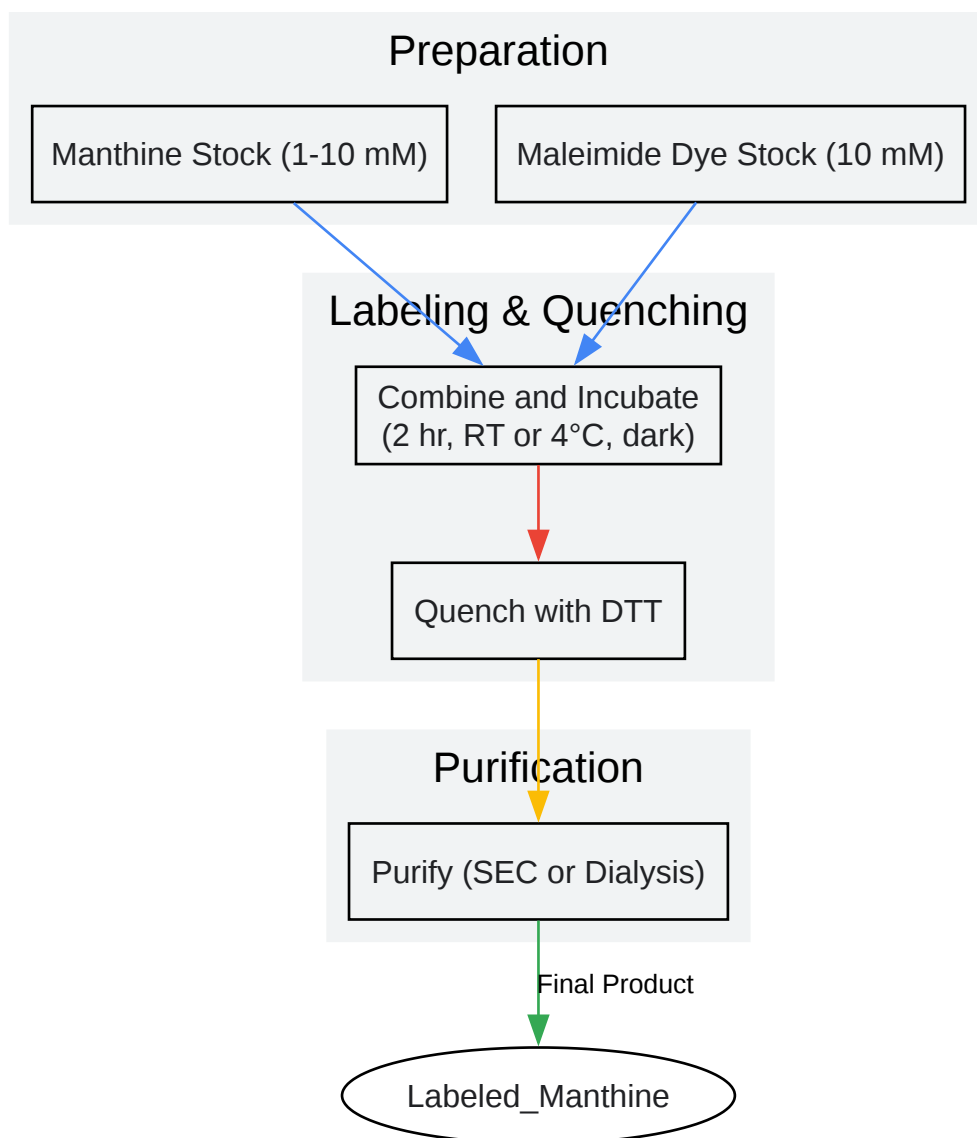 Preparation
Manthine Stock (1-10 mM)
Maleimide Dye Stock (10 mM)
Labeling & Quenching
Combine and Incubate
(2 hr, RT or 4°C, dark)
Quench with DTT
Purification
Purify (SEC or Dialysis)
Final Product
Labeled_Manthine